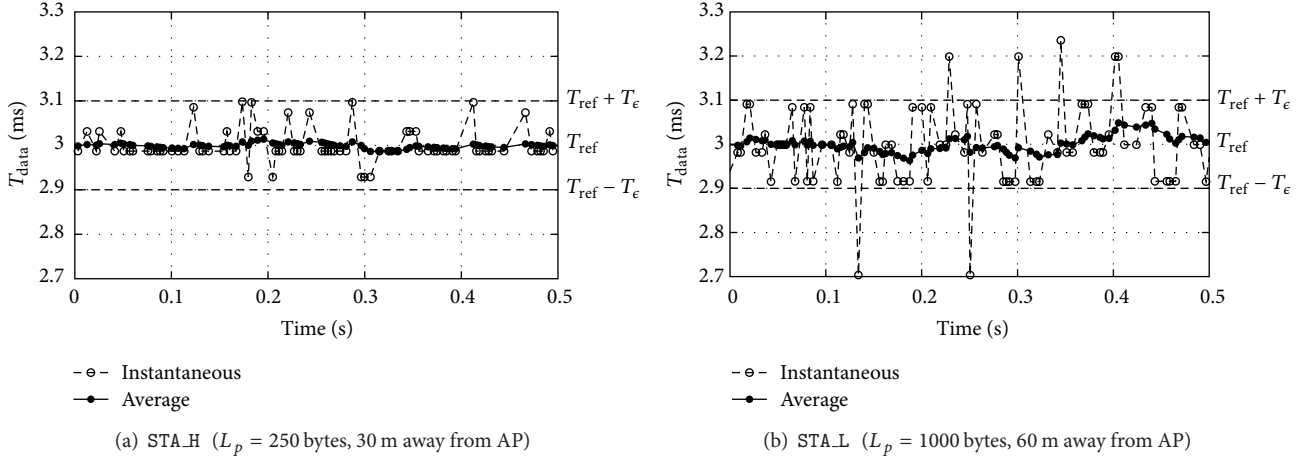 3.3
3.2
3.1
3
2.9
2.8
2.7
T_data (ms)
0 0.1 0.2 0.3 0.4 0.5
Time (s)
T_ref + T_ϵ
T_ref
T_ref − T_ϵ
Instantaneous
Average
(a) STA_H (L_p = 250 bytes, 30 m away from AP)
3.3
3.2
3.1
3
2.9
2.8
2.7
T_data (ms)
0 0.1 0.2 0.3 0.4 0.5
Time (s)
T_ref + T_ϵ
T_ref
T_ref − T_ϵ
Instantaneous
Average
(b) STA_L (L_p = 1000 bytes, 60 m away from AP)